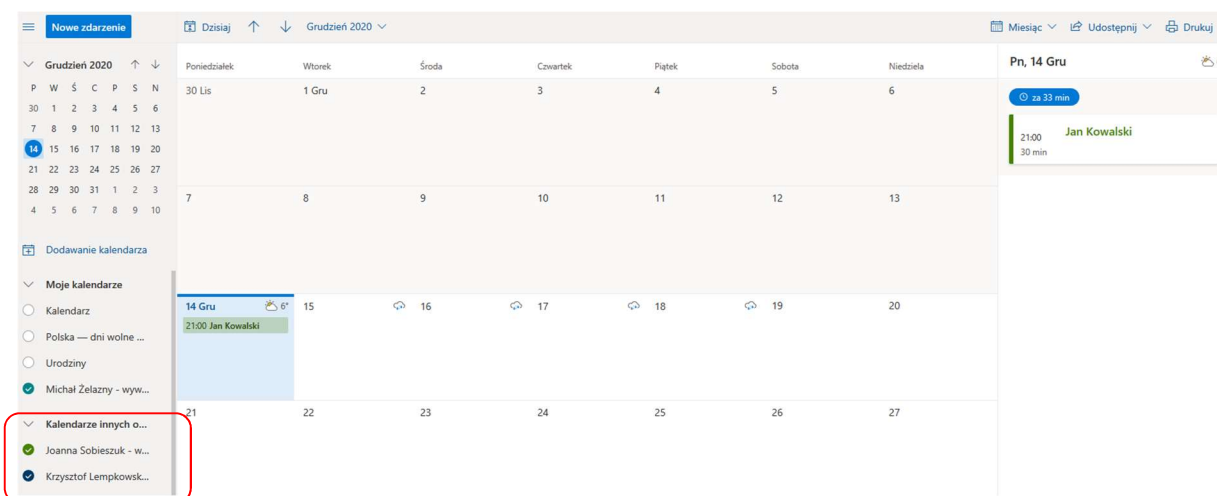 Nowe zdarzenie
Dzisiaj
Grudzień 2020
Miesiąc
Udostępnij
Drukuj
Grudzień 2020
P W Ś C P S N
30 1 2 3 4 5 6
7 8 9 10 11 12 13
14 15 16 17 18 19 20
21 22 23 24 25 26 27
28 29 30 31 1 2 3
4 5 6 7 8 9 10
Dodawanie kalendarza
Moje kalendarze
Kalendarz
Polska — dni wolne ...
Urodziny
Michał Żelazny - wyw...
Kalendarze innych o...
Joanna Sobieszuk - w...
Krzysztof Lempkowsk...
Poniedziałek Wtorek Środa Czwartek Piątek Sobota Niedziela
30 Lis 1 Gru 2 3 4 5 6
7 8 9 10 11 12 13
14 Gru 6° 15 16 17 18 19 20
21:00 Jan Kowalski
21 22 23 24 25 26 27
Pn, 14 Gru
za 33 min
21:00 Jan Kowalski
30 min